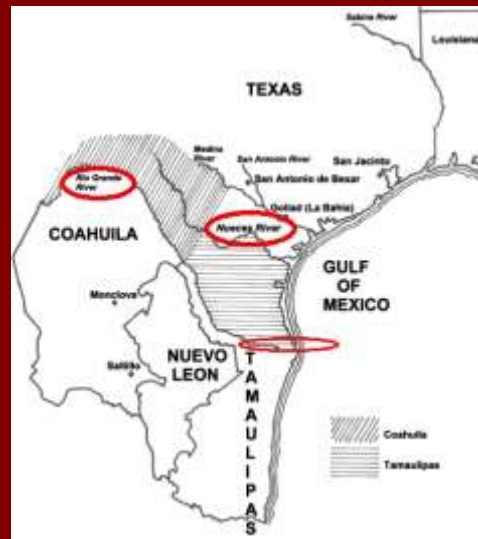 Sabine River
Louisiana
TEXAS
Medina
River
San Antonio River
San Jacinto
San Antonio de Bexar
Rio Grande
River
Goliad (La Bahia)
Nueces River
COAHUILA
GULF
OF
MEXICO
Monclova
NUEVO
LEON
Saltillo
TAMAULIPAS
Coahuila
Tamaulipas